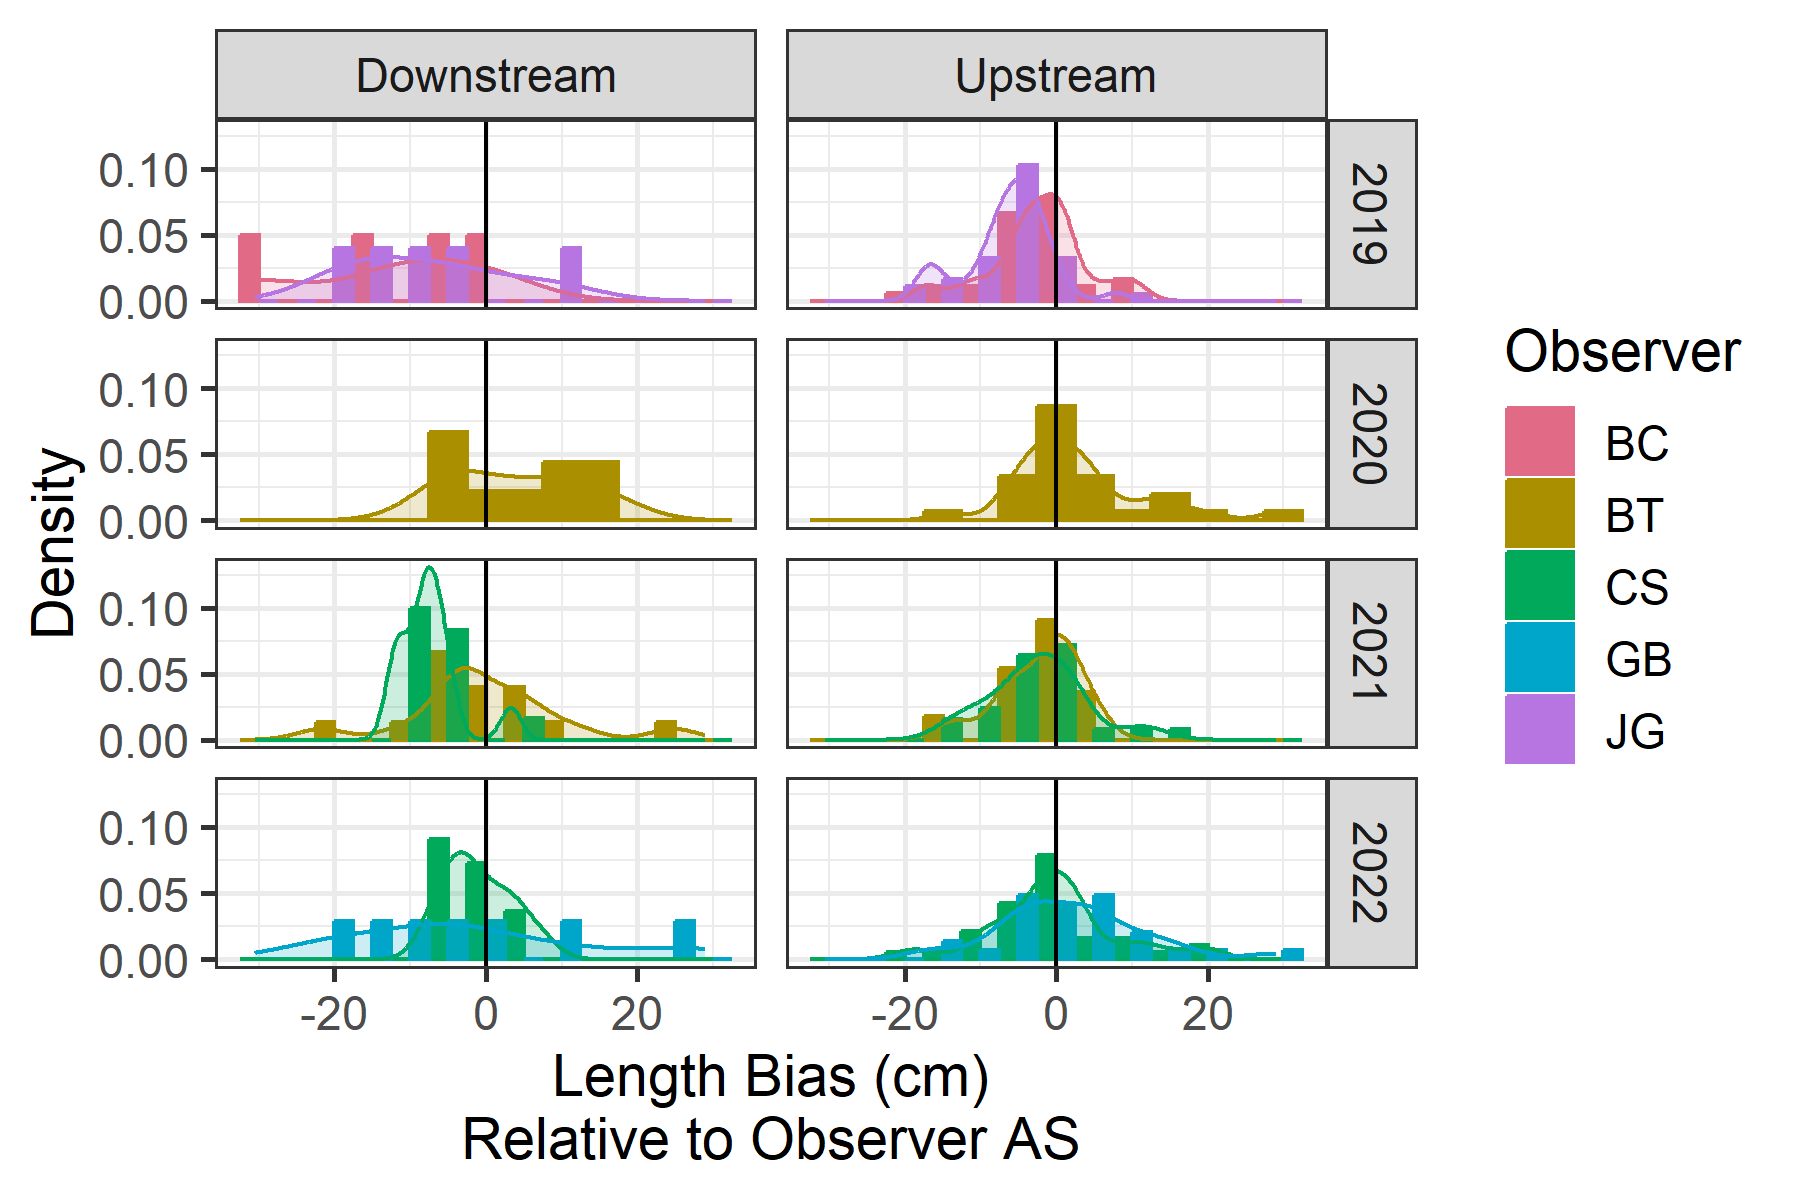 Downstream
Upstream
0.10
0.05
0.00
2019
0.10
0.05
0.00
2020
0.10
0.05
0.00
2021
0.10
0.05
0.00
2022
Density
-20
0
20
-20
0
20
Length Bias (cm)
Relative to Observer AS
Observer
BC
BT
CS
GB
JG